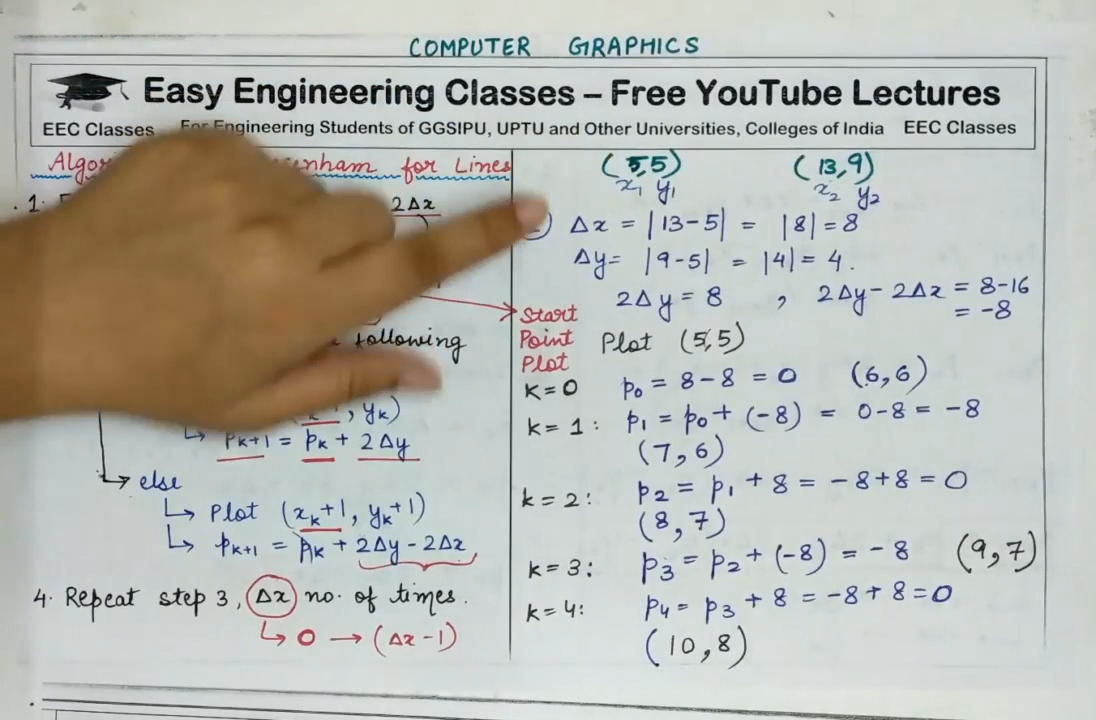 COMPUTER GRAPHICS
Easy Engineering Classes – Free YouTube Lectures
EEC Classes For Engineering Students of GGSIPU, UPTU and Other Universities, Colleges of India EEC Classes
for Lines
1.
2Δx
following
, yk)
pk+1 = pk + 2Δy
else
Plot (xk+1, yk+1)
pk+1 = pk + 2Δy - 2Δx
4. Repeat step 3, Δx no. of times.
0 → (Δx-1)
(5,5) (13,9)
x1 y1 x2 y2
Δx = |13-5| = |8| = 8
Δy = |9-5| = |4| = 4.
2Δy = 8 , 2Δy - 2Δx = 8-16
= -8
Start
Point Plot (5,5)
Plot
k=0 p0 = 8-8 = 0 (6,6)
k=1: p1 = p0 + (-8) = 0-8 = -8
(7,6)
k=2: p2 = p1 + 8 = -8+8 = 0
(8,7)
k=3: p3 = p2 + (-8) = -8 (9,7)
k=4: p4 = p3 + 8 = -8+8 = 0
(10,8)